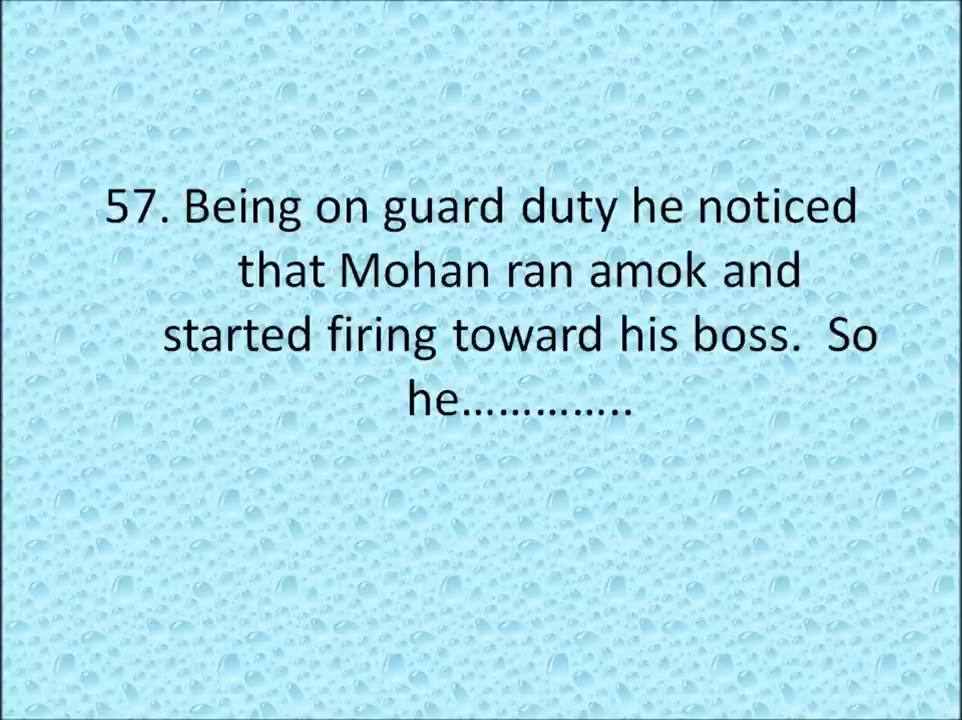 57. Being on guard duty he noticed
that Mohan ran amok and
started firing toward his boss.  So
he…………..